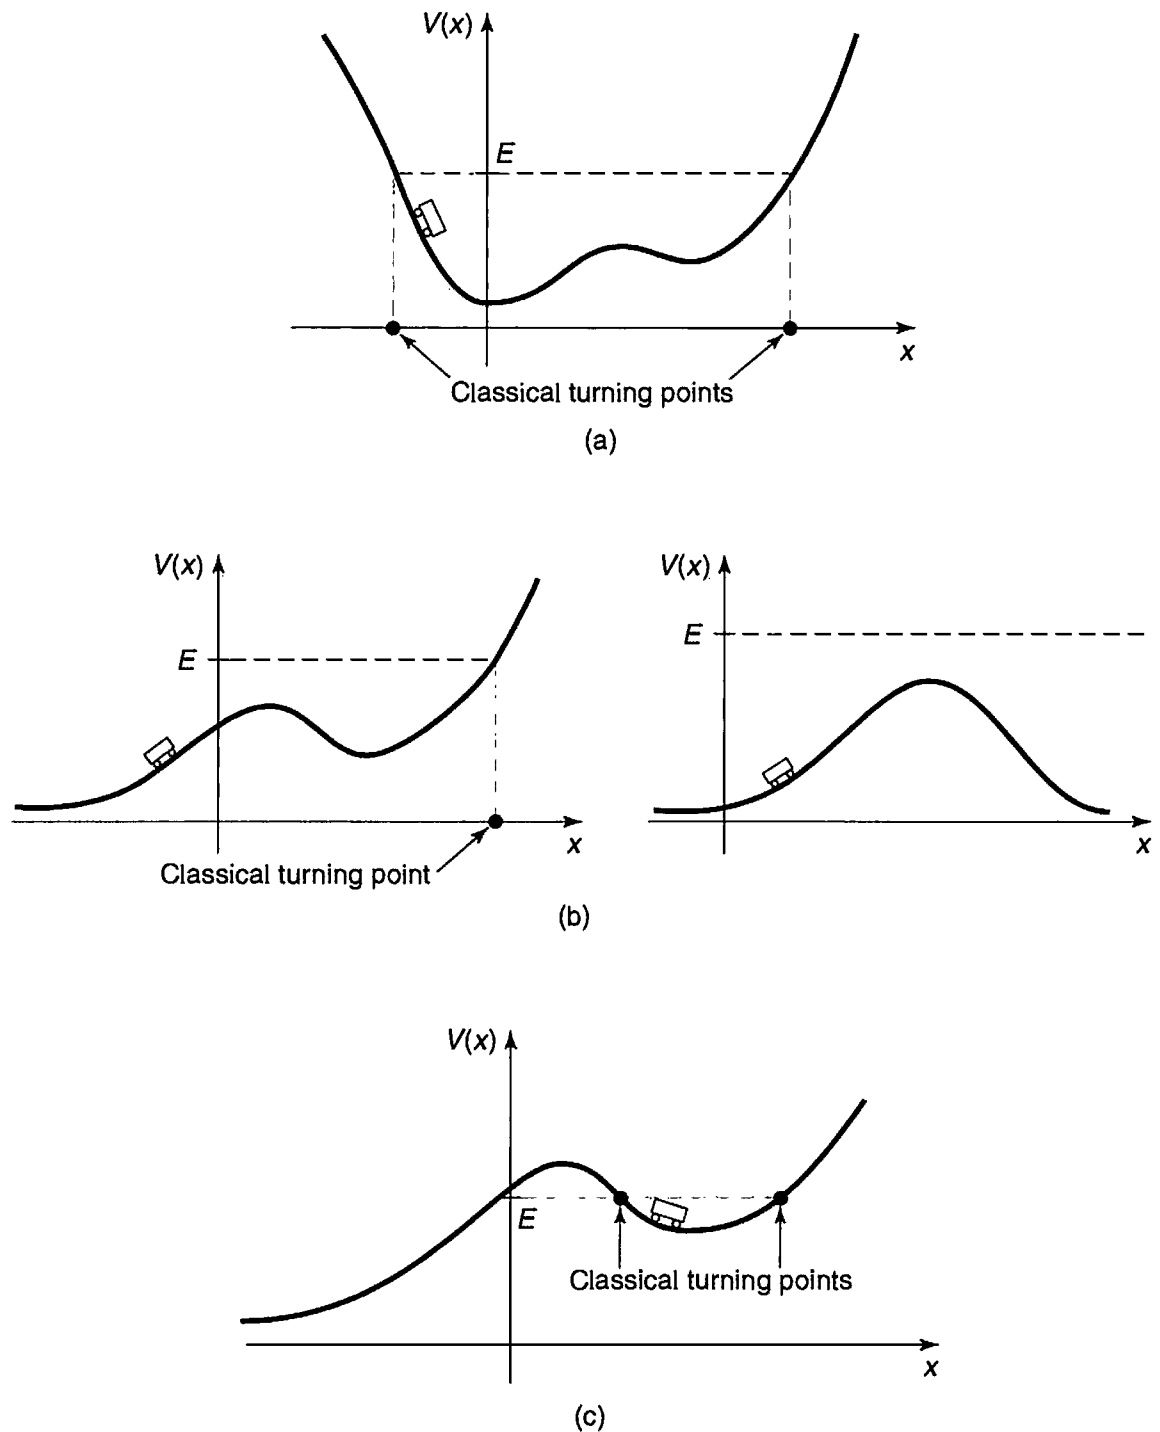 V(x)
E
x
Classical turning points
(a)
V(x)
E
x
Classical turning point
V(x)
E
x
(b)
V(x)
E
Classical turning points
x
(c)